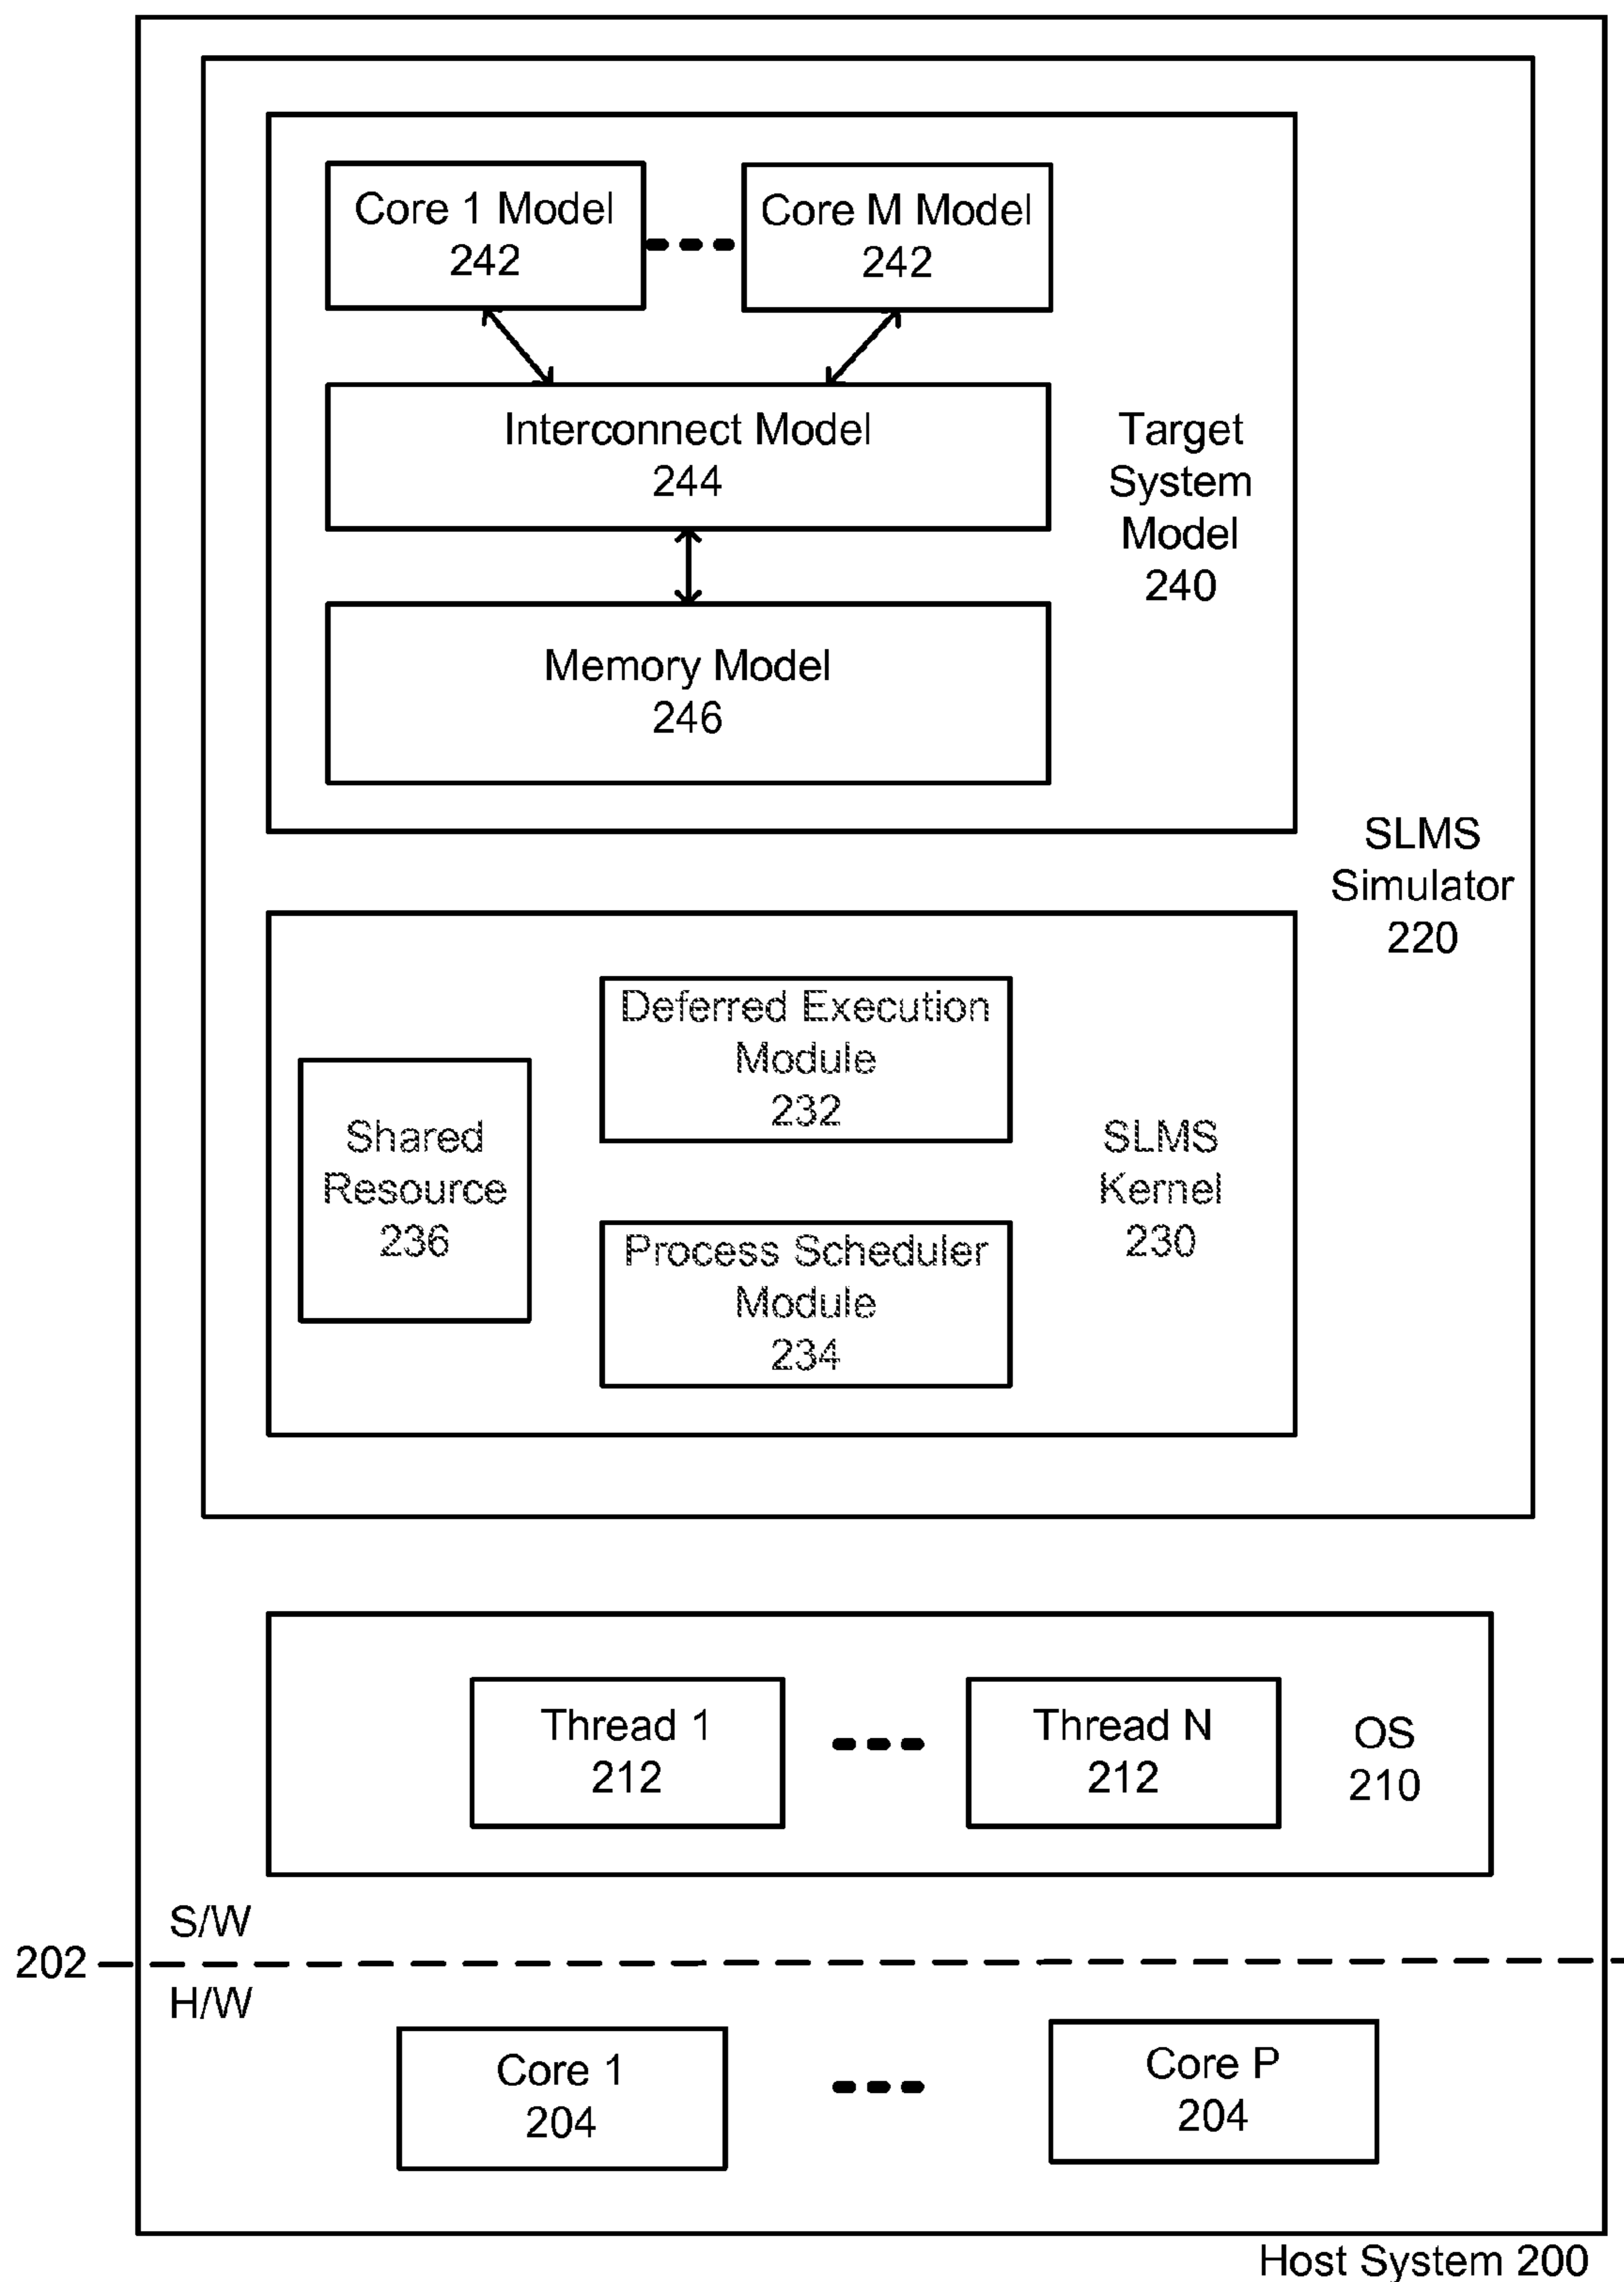 Core 1 Model
242
Core M Model
242
Interconnect Model
244
Target
System
Model
240
Memory Model
246
SLMS
Simulator
220
Deferred Execution
Module
232
Shared
Resource
236
SLMS
Kernel
230
Process Scheduler
Module
234
Thread 1
212
Thread N
212
OS
210
S/W
202
H/W
Core 1
204
Core P
204
Host System 200